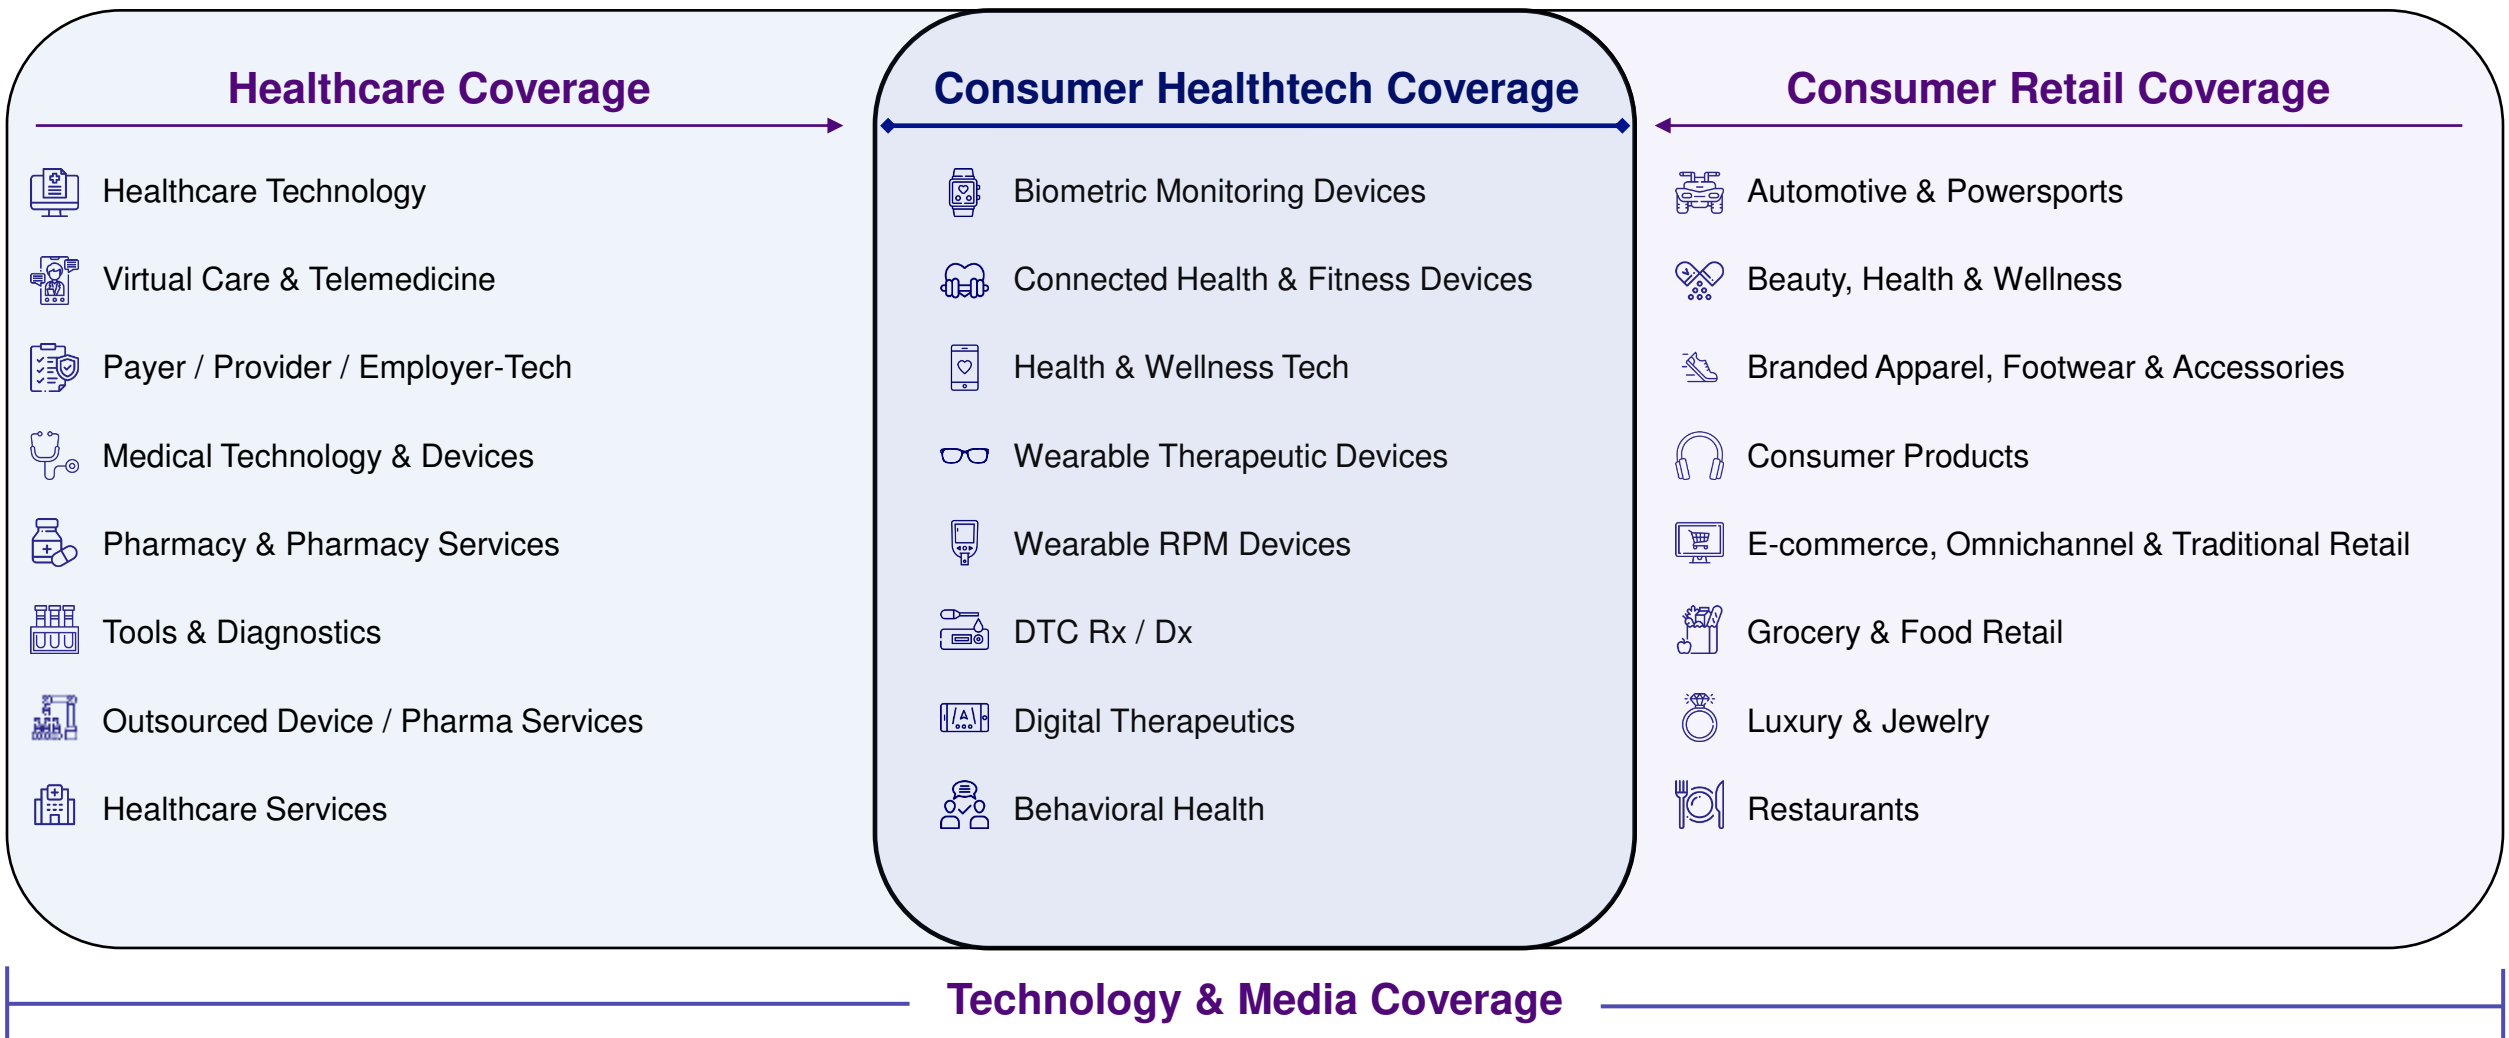 Healthcare Coverage
Healthcare Technology
Virtual Care & Telemedicine
Payer / Provider / Employer-Tech
Medical Technology & Devices
Pharmacy & Pharmacy Services
Tools & Diagnostics
Outsourced Device / Pharma Services
Healthcare Services
Consumer Healthtech Coverage
Biometric Monitoring Devices
Connected Health & Fitness Devices
Health & Wellness Tech
Wearable Therapeutic Devices
Wearable RPM Devices
DTC Rx / Dx
Digital Therapeutics
Behavioral Health
Consumer Retail Coverage
Automotive & Powersports
Beauty, Health & Wellness
Branded Apparel, Footwear & Accessories
Consumer Products
E-commerce, Omnichannel & Traditional Retail
Grocery & Food Retail
Luxury & Jewelry
Restaurants
Technology & Media Coverage